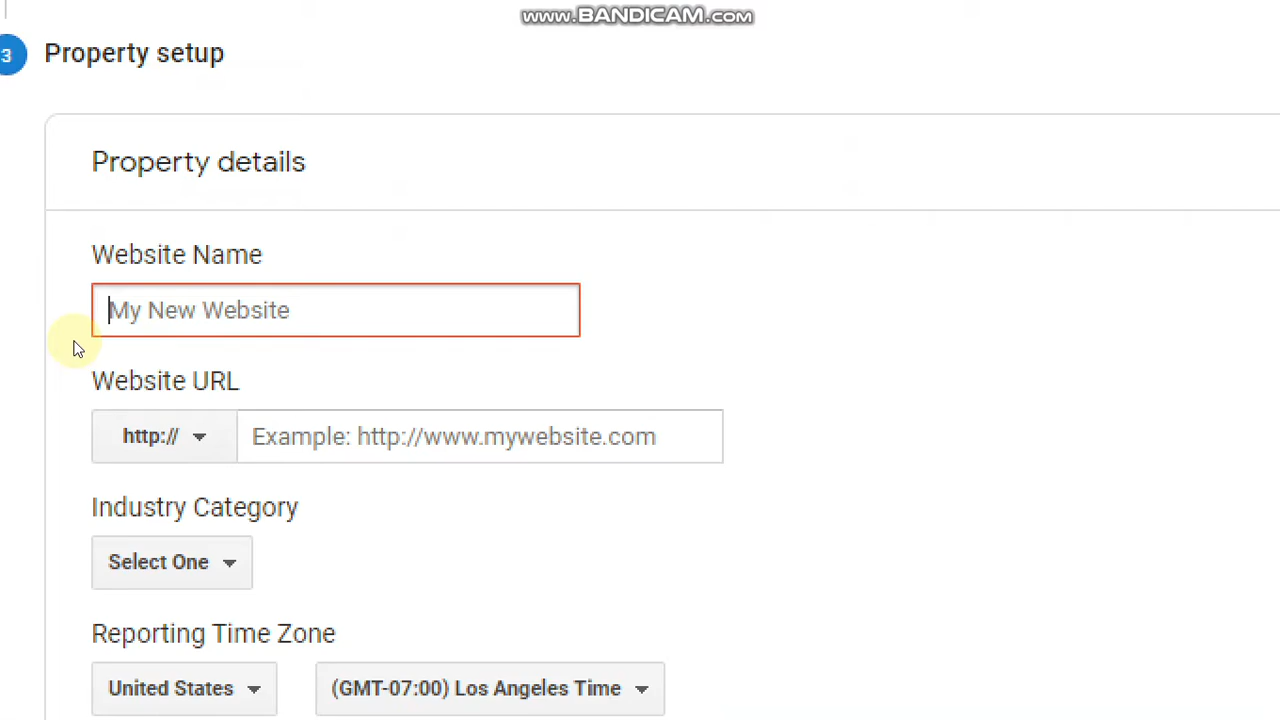 www.BANDICAM.com
3 Property setup
Property details
Website Name
My New Website
Website URL
http:// Example: http://www.mywebsite.com
Industry Category
Select One
Reporting Time Zone
United States (GMT-07:00) Los Angeles Time